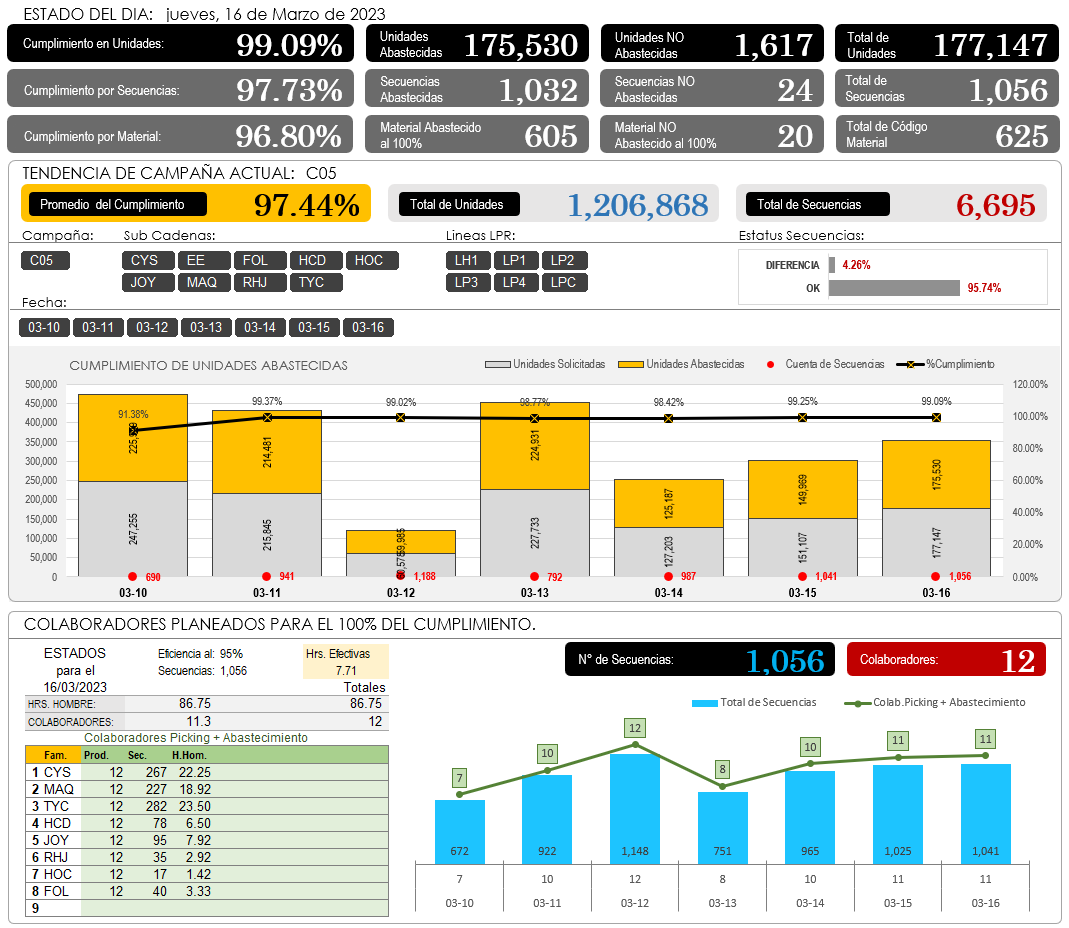 ESTADO DEL DIA: jueves, 16 de Marzo de 2023
Cumplimiento en Unidades: 99.09%
Unidades Abastecidas 175,530
Unidades NO Abastecidas 1,617
Total de Unidades 177,147
Cumplimiento por Secuencias: 97.73%
Secuencias Abastecidas 1,032
Secuencias NO Abastecidas 24
Total de Secuencias 1,056
Cumplimiento por Material: 96.80%
Material Abastecido al 100% 605
Material NO Abastecido al 100% 20
Total de Código Material 625
TENDENCIA DE CAMPAÑA ACTUAL: C05
Promedio del Cumplimiento 97.44%
Total de Unidades 1,206,868
Total de Secuencias 6,695
Campaña: Sub Cadenas: Lineas LPR: Estatus Secuencias:
C05 CYS EE FOL HCD HOC LH1 LP1 LP2
JOY MAQ RHJ TYC LP3 LP4 LPC
DIFERENCIA 4.26%
OK 95.74%
Fecha:
03-10 03-11 03-12 03-13 03-14 03-15 03-16
CUMPLIMIENTO DE UNIDADES ABASTECIDAS
Unidades Solicitadas Unidades Abastecidas Cuenta de Secuencias %Cumplimiento
500,000 120.00%
450,000
400,000 100.00%
350,000
300,000 80.00%
250,000 60.00%
200,000
150,000 40.00%
100,000
50,000 20.00%
0 0.00%
91.38% 99.37% 99.02% 98.77% 98.42% 99.25% 99.09%
214,481 59,985 224,931 125,187 149,969 175,530
247,255 215,845 227,733 127,203 151,107 177,147
690 941 1,188 792 987 1,041 1,056
03-10 03-11 03-12 03-13 03-14 03-15 03-16
COLABORADORES PLANEADOS PARA EL 100% DEL CUMPLIMIENTO.
ESTADOS para el 16/03/2023
Eficiencia al: 95%
Secuencias: 1,056
Hrs. Efectivas
7.71
Totales
HRS. HOMBRE: 86.75 86.75
COLABORADORES: 11.3 12
Colaboradores Picking + Abastecimiento
Fam. Prod. Sec. H.Hom.
1 CYS 12 267 22.25
2 MAQ 12 227 18.92
3 TYC 12 282 23.50
4 HCD 12 78 6.50
5 JOY 12 95 7.92
6 RHJ 12 35 2.92
7 HOC 12 17 1.42
8 FOL 12 40 3.33
9
N° de Secuencias: 1,056
Colaboradores: 12
Total de Secuencias Colab.Picking + Abastecimiento
7 10 12 8 10 11 11
672 922 1,148 751 965 1,025 1,041
7 10 12 8 10 11 11
03-10 03-11 03-12 03-13 03-14 03-15 03-16